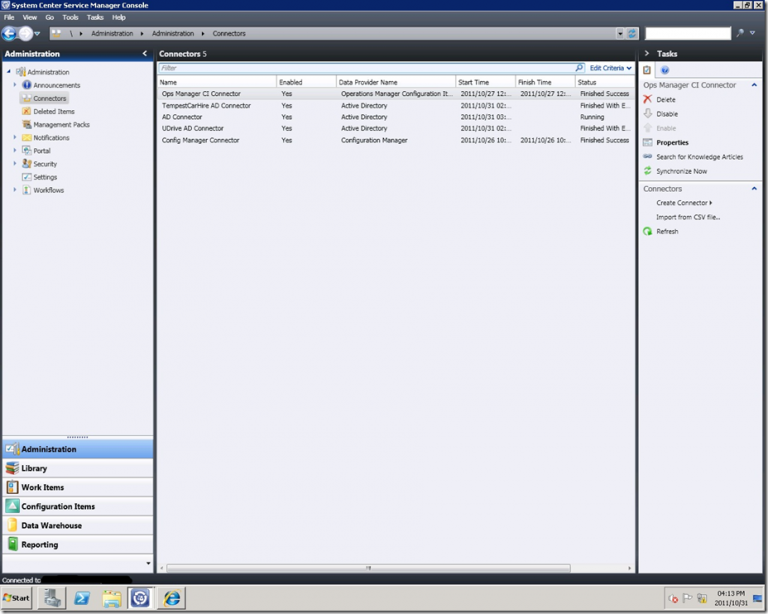 System Center Service Manager Console
File View Go Tools Tasks Help
\ Administration Administration Connectors
Administration
Administration
Announcements
Connectors
Deleted Items
Management Packs
Notifications
Portal
Security
Settings
Workflows
Administration
Library
Work Items
Configuration Items
Data Warehouse
Reporting
Connectors 5
Filter Edit Criteria
Name Enabled Data Provider Name Start Time Finish Time Status
Ops Manager CI Connector Yes Operations Manager Configuration It... 2011/10/27 12:... 2011/10/27 12:... Finished Success
TempestCarHire AD Connector Yes Active Directory 2011/10/31 02:... Finished With E...
AD Connector Yes Active Directory 2011/10/31 03:... Running
UDrive AD Connector Yes Active Directory 2011/10/31 02:... Finished With E...
Config Manager Connector Yes Configuration Manager 2011/10/26 10:... 2011/10/26 10:... Finished Success
Tasks
Ops Manager CI Connector
Delete
Disable
Enable
Properties
Search for Knowledge Articles
Synchronize Now
Connectors
Create Connector
Import from CSV file...
Refresh
Connected to
Start
04:13 PM
2011/10/31